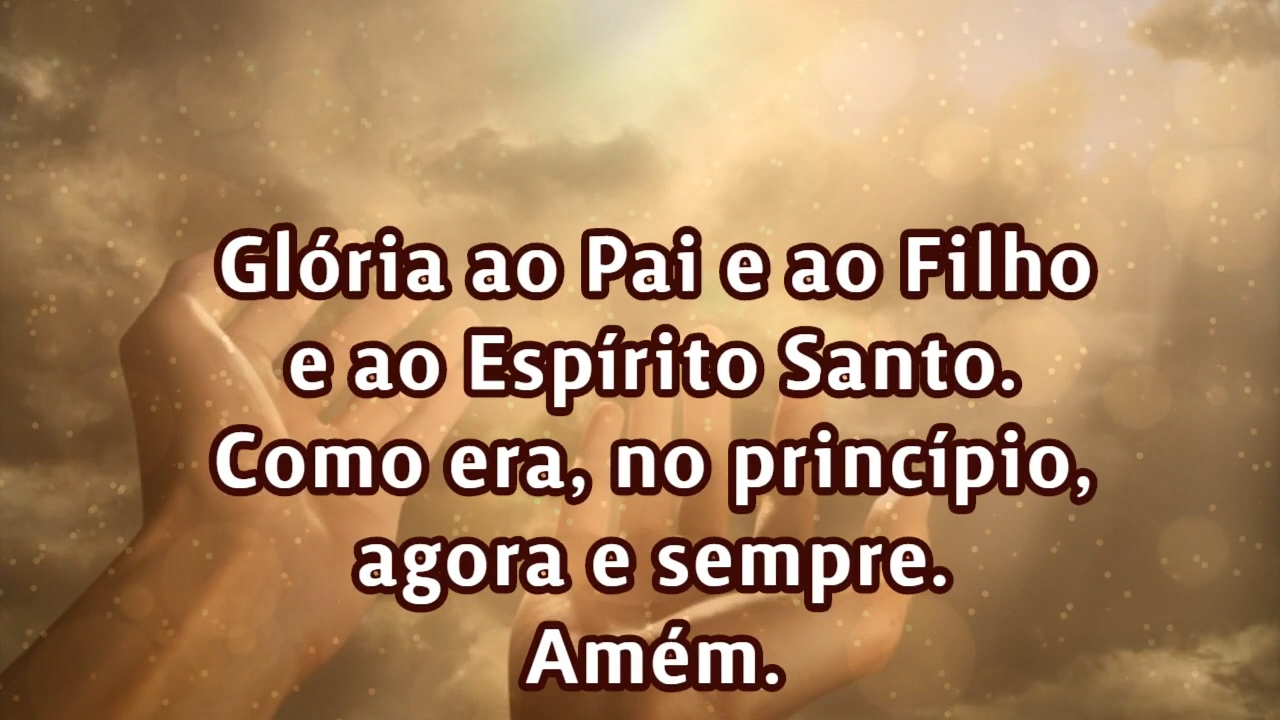 Glória ao Pai e ao Filho
e ao Espírito Santo.
Como era, no princípio,
agora e sempre.
Amém.